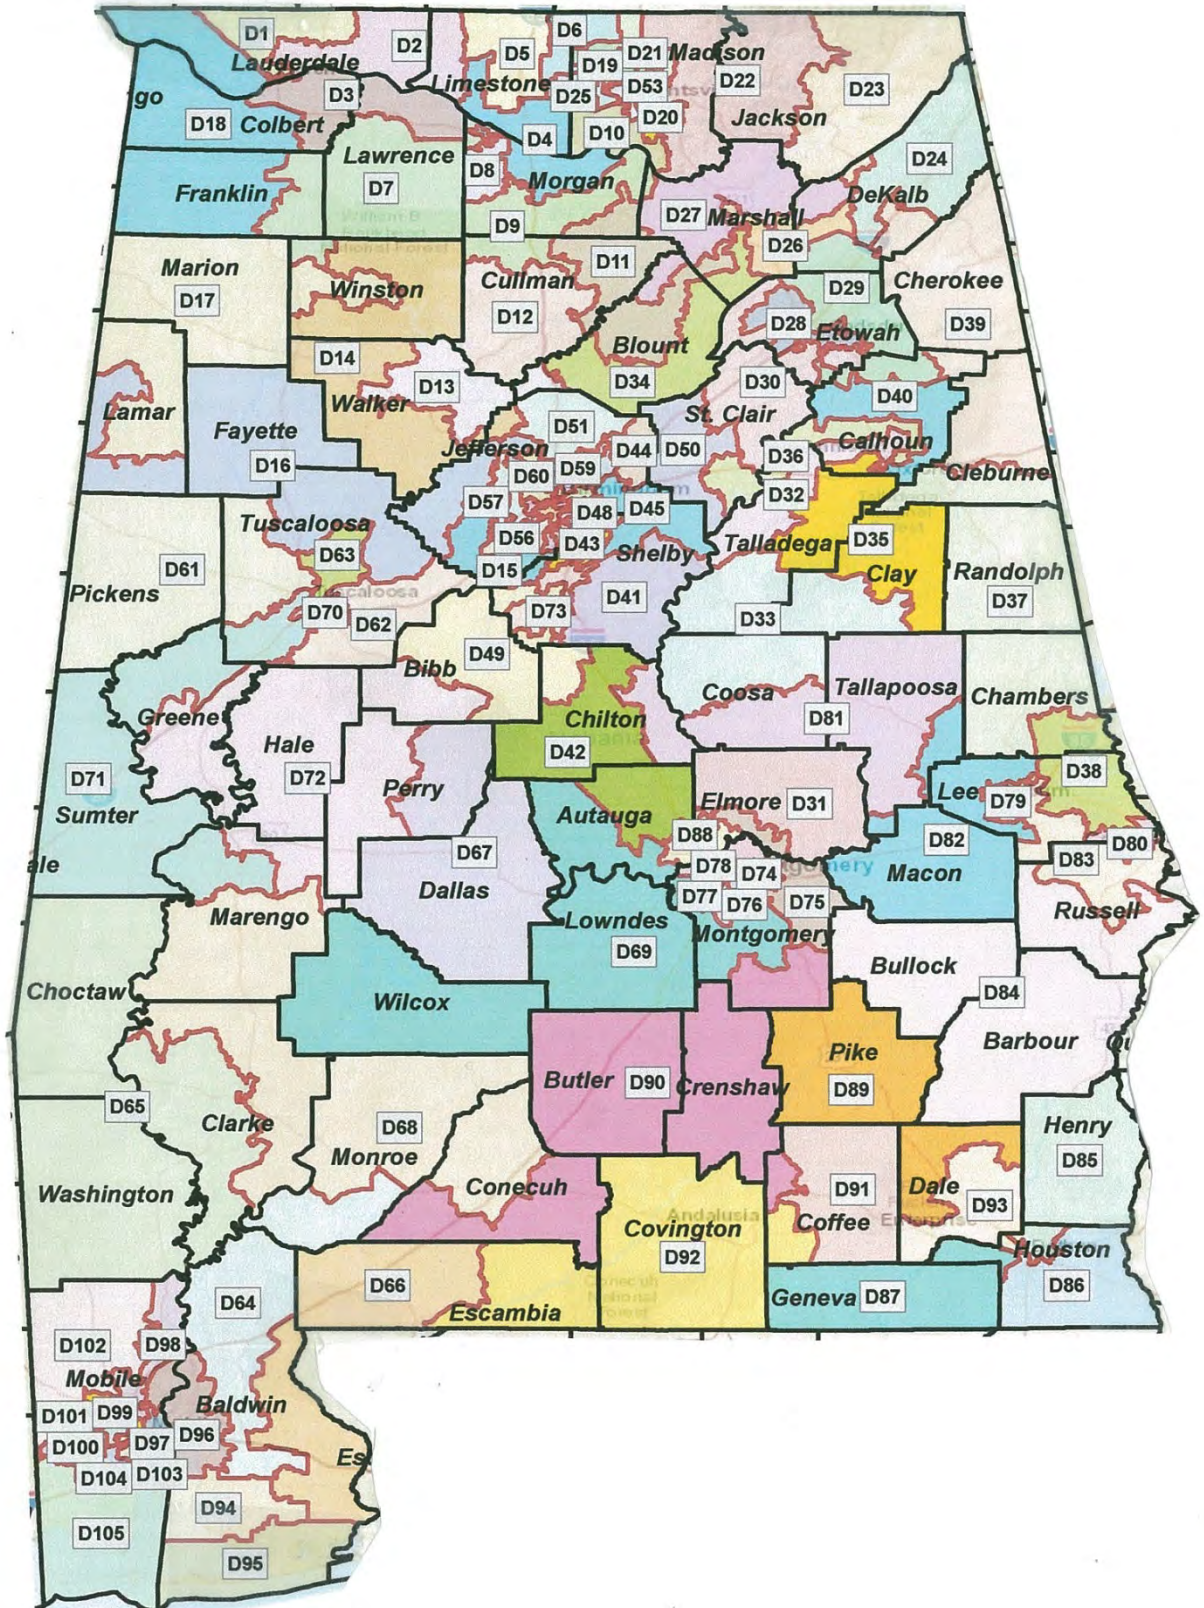 D1
D2
D6
D5
D21
Madison
Lauderdale
D19
D22
Limestone
D53
D23
D3
D25
go
D18
Colbert
D20
Jackson
D4
D10
Lawrence
D24
D8
Morgan
D7
Franklin
DeKalb
D27
Marshall
D9
D26
Marion
D11
D17
Winston
Cullman
Cherokee
D29
D12
D28
Etowah
D39
Blount
D14
D13
D34
D30
D40
Walker
Lamar
St. Clair
D51
Fayette
Jefferson
D44
D50
Calhoun
D16
D60
D59
D36
Cleburne
D57
D32
Tuscaloosa
D48
D45
D56
D63
D43
Shelby
Talladega
D35
D61
D15
Clay
Randolph
Pickens
D41
D37
D70
D62
D73
D33
D49
Bibb
Coosa
Tallapoosa
Chambers
Greene
Chilton
D81
Hale
D42
D71
D72
Perry
D38
Lee
D79
Sumter
Autauga
Elmore
D31
D88
D82
D80
D67
D83
ale
D78
D74
Macon
Dallas
D77
D76
D75
Marengo
Lowndes
Russell
Montgomery
D69
Bullock
Choctaw
Wilcox
D84
Barbour
Pike
Butler
D90
Crenshaw
D89
D65
Clarke
D68
Henry
Monroe
D85
Washington
Conecuh
D91
Dale
D93
Andalusia
Covington
Coffee
Houston
D92
D66
D86
D64
Geneva
D87
Escambia
D102
D98
Mobile
D101
D99
Baldwin
D100
D97
D96
Es
D104
D103
D94
D105
D95